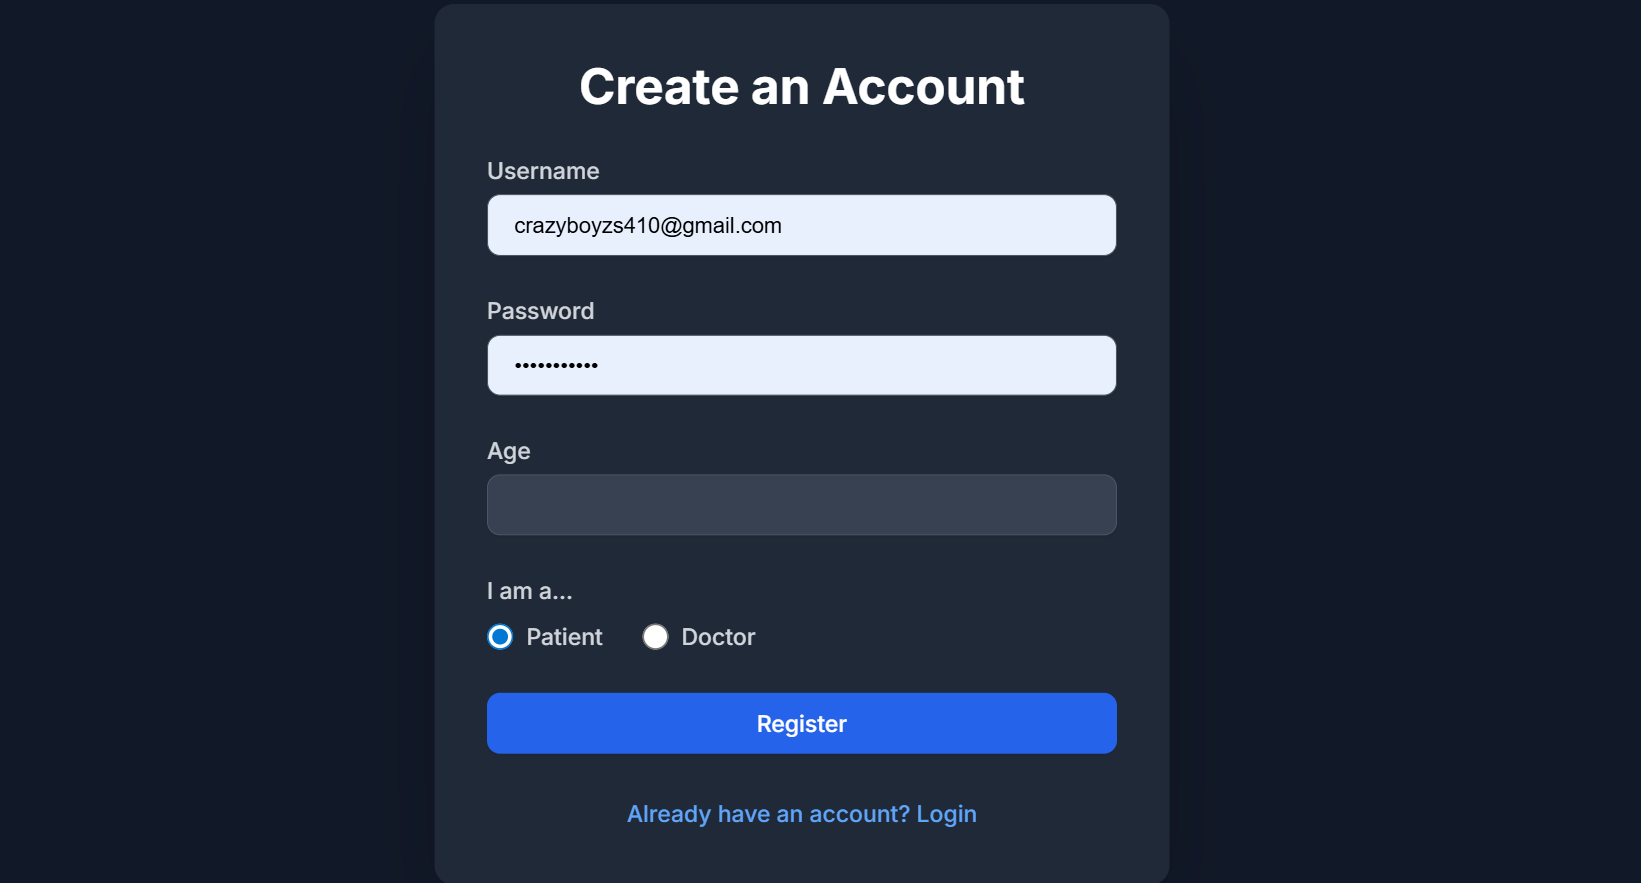 Create an Account
Username
crazyboyzs410@gmail.com
Password
•••••••••••
Age
I am a...
Patient Doctor
Register
Already have an account? Login